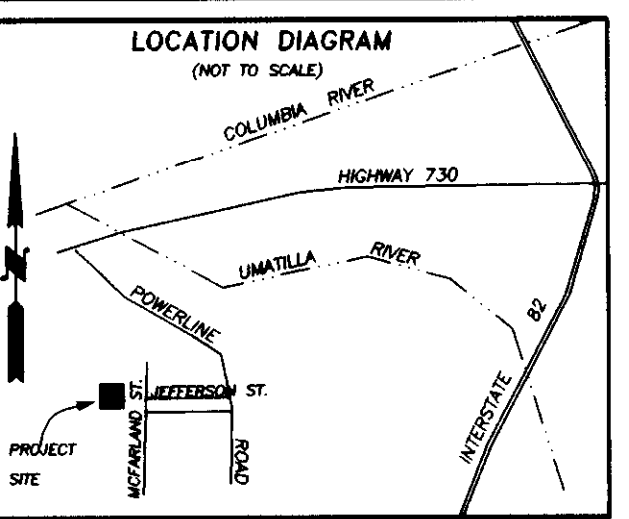 LOCATION DIAGRAM
(NOT TO SCALE)
COLUMBIA RIVER
HIGHWAY 730
UMATILLA RIVER
POWERLINE ROAD
INTERSTATE 82
JEFFERSON ST.
MCFARLAND ST.
PROJECT
SITE
N